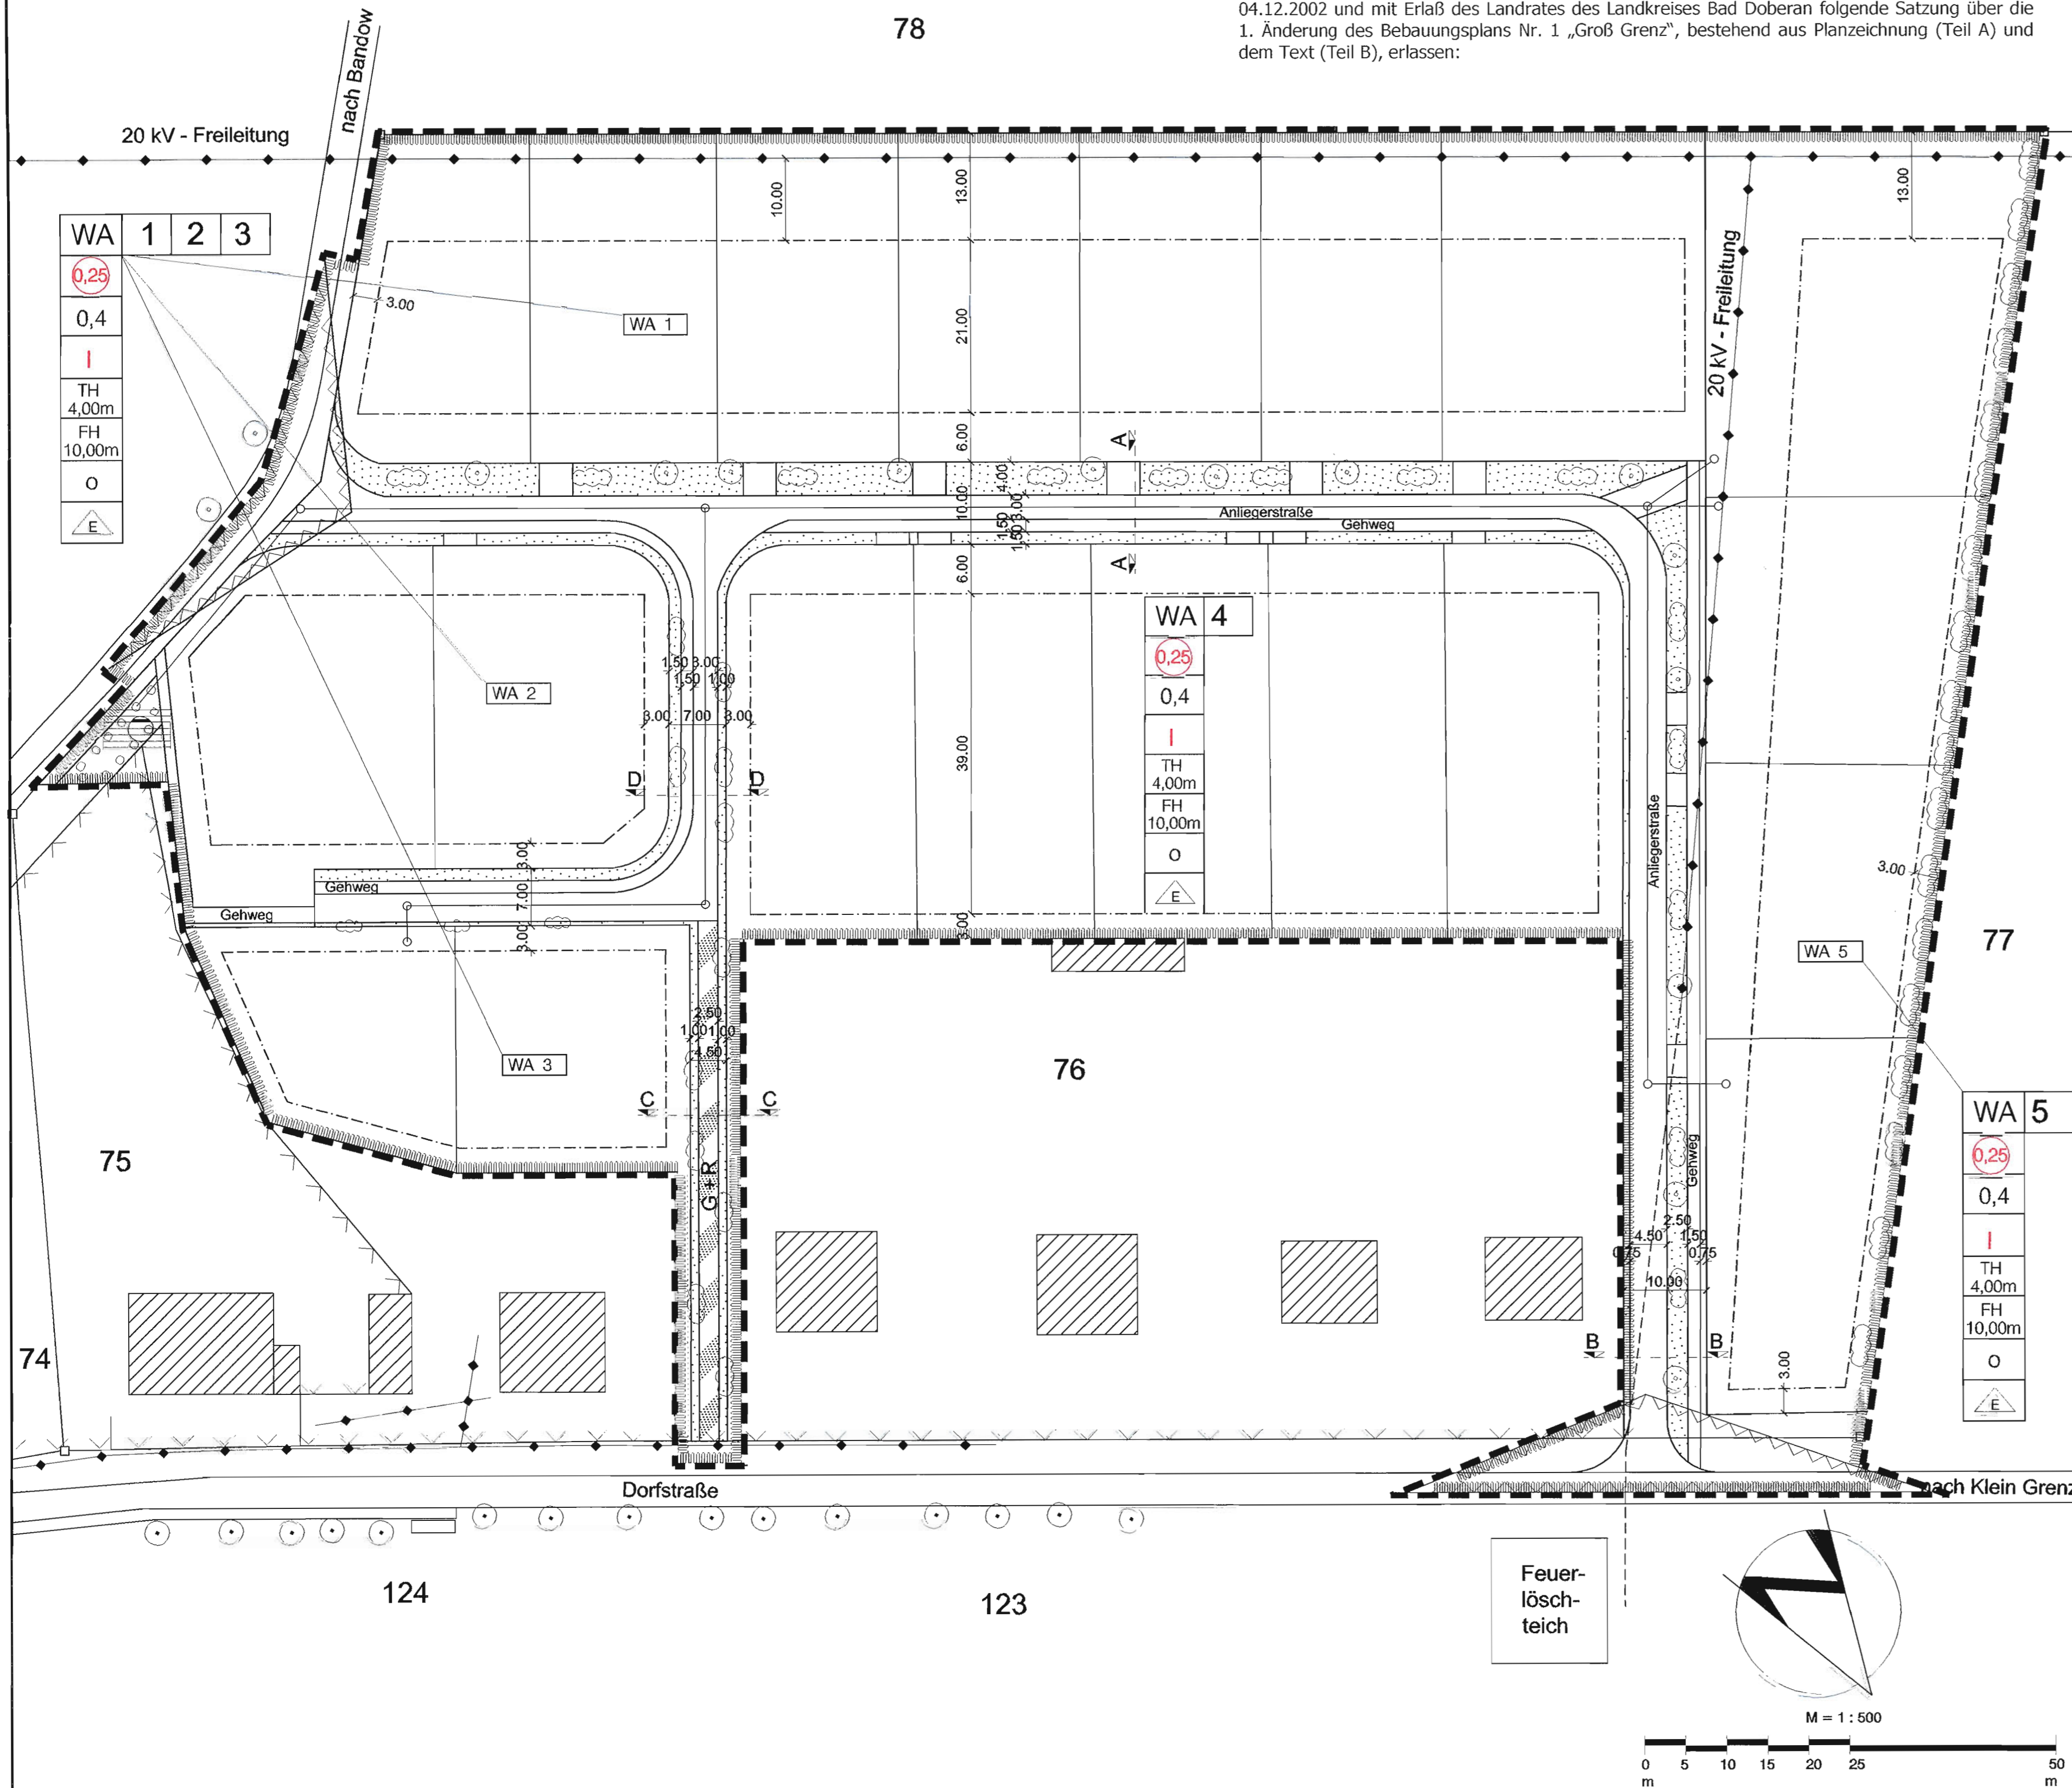 04.12.2002 und mit Erlaß des Landrates des Landkreises Bad Doberan folgende Satzung über die
1. Änderung des Bebauungsplans Nr. 1 „Groß Grenz“, bestehend aus Planzeichnung (Teil A) und
dem Text (Teil B), erlassen:
78
nach Bandow
20 kV - Freileitung
WA 1 2 3
0,25
0,4
I
TH
4,00m
FH
10,00m
O
E
10.00
13.00
13.00
3.00
WA 1
21.00
20 kV - Freileitung
6.00
A
4.00
10.00
3.00
1,50
1,50
Anliegerstraße
Gehweg
6.00
A
WA 4
0,25
0,4
I
TH
4,00m
FH
10,00m
O
E
1,50 3.00
1,50 1,00
WA 2
3.00 7.00 3.00
39.00
D D
Anliegerstraße
3.00
Gehweg
7.00
Gehweg
3.00
3.00
3.00
WA 5
77
2,50
1,00 1,00
4.50
WA 3
76
C C
75
G + R
Gehweg
WA 5
0,25
0,4
I
TH
4,00m
FH
10,00m
O
E
2.50
4.50 1,50
0,75 0,75
10.00
B B
3.00
74
Dorfstraße
nach Klein Grenz
124
123
Feuer-
lösch-
teich
M = 1 : 500
0 5 10 15 20 25 50
m m